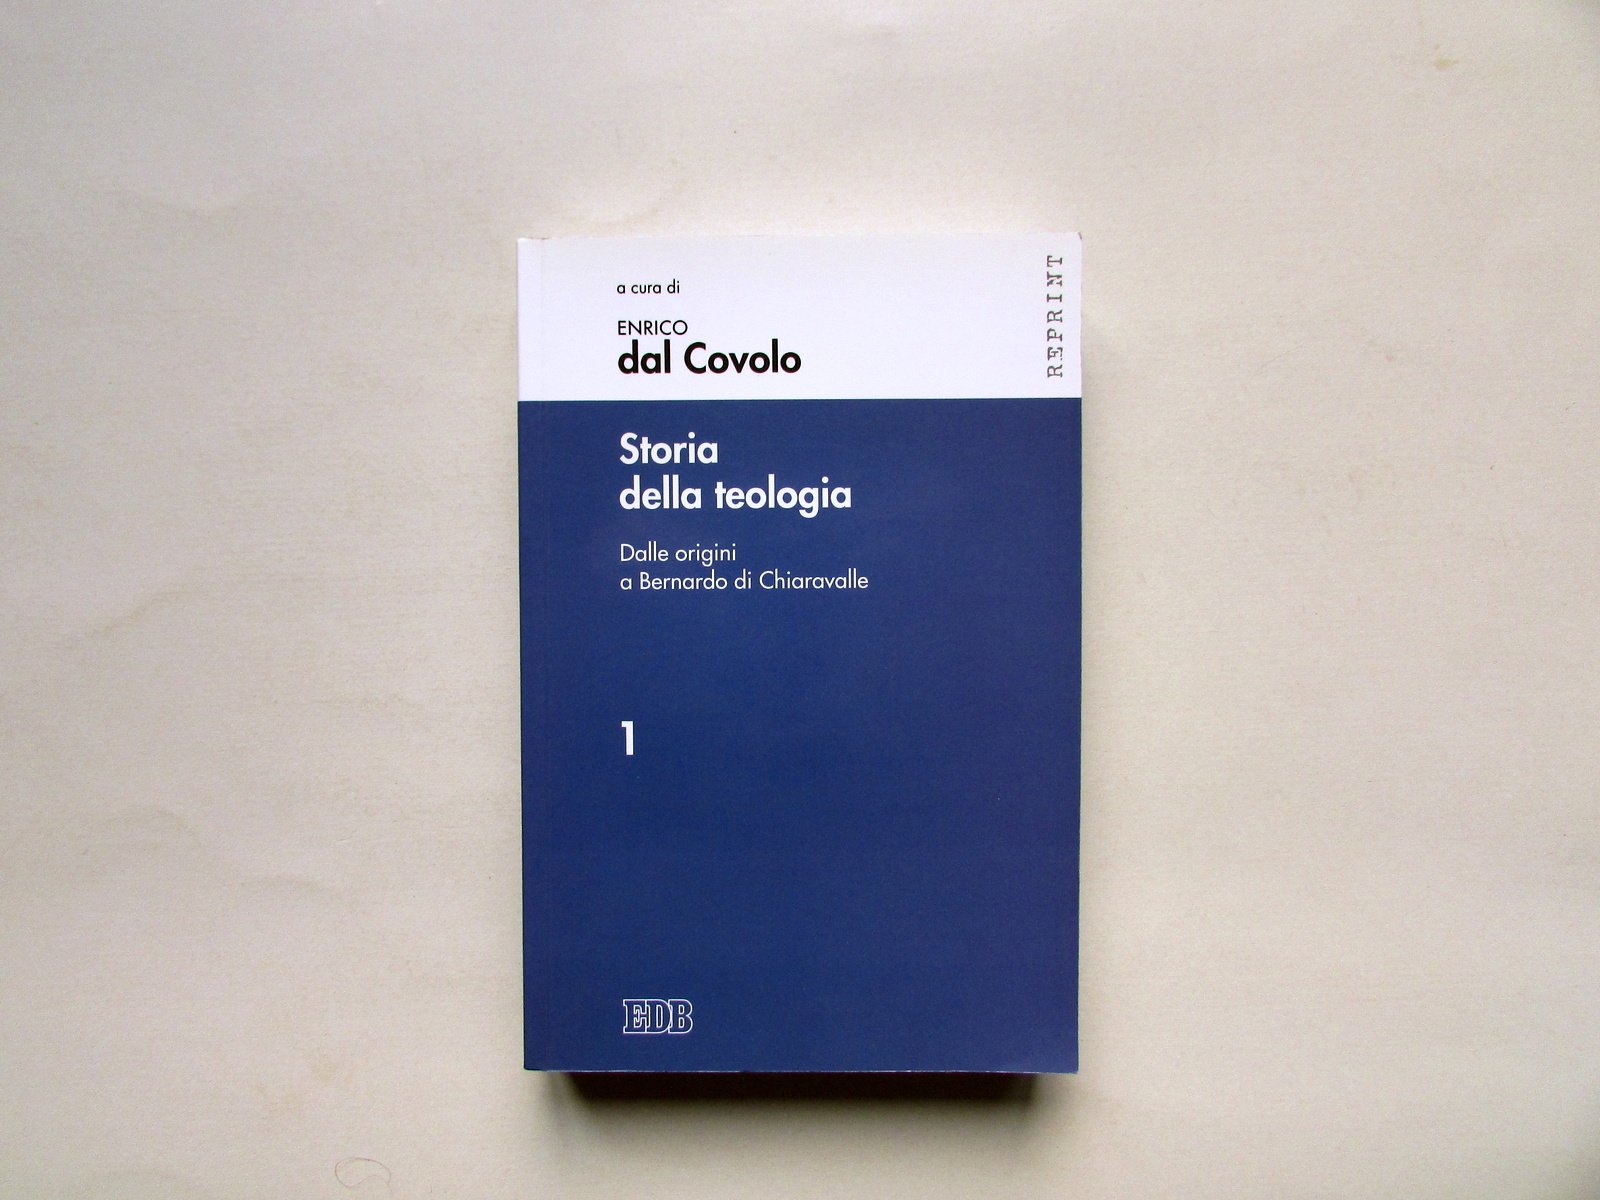 a cura di
ENRICO
dal Covolo
REPRINT
Storia
della teologia
Dalle origini
a Bernardo di Chiaravalle
1
EDB